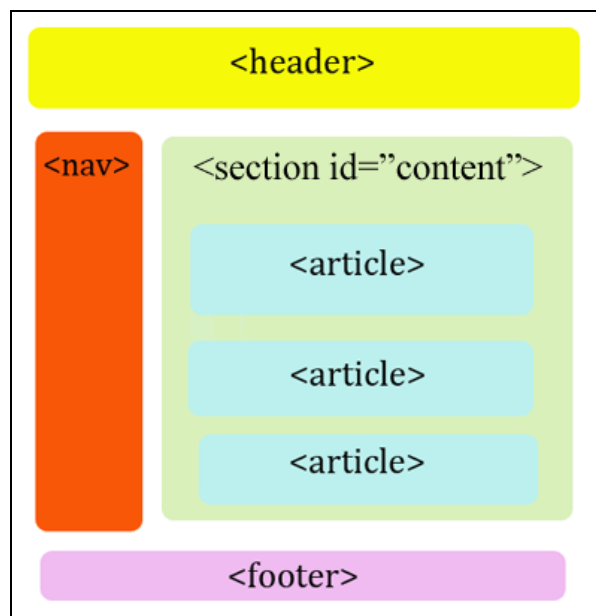 <header>
<nav>
<section id=”content”>
<article>
<article>
<article>
<footer>